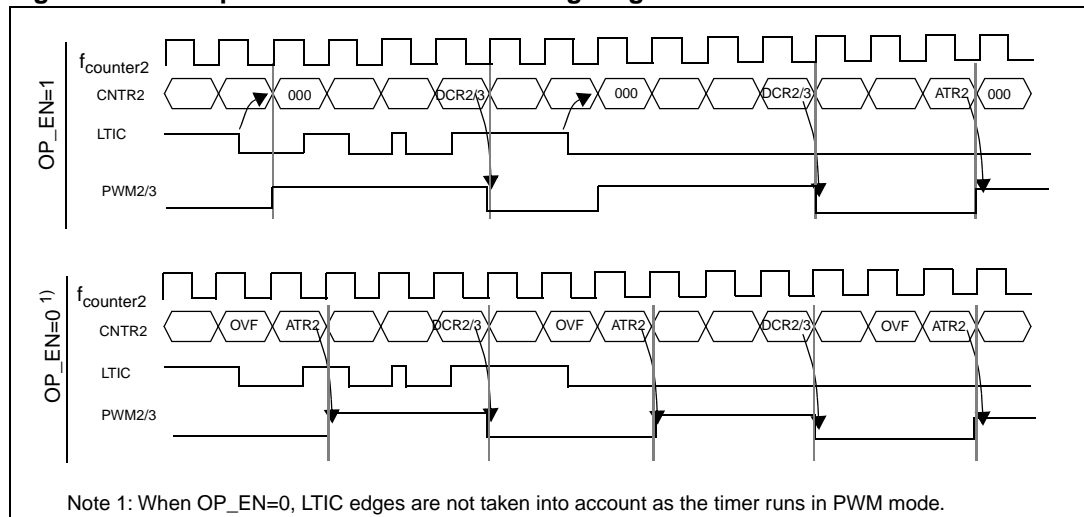 OP_EN=1
fcounter2
CNTR2 000 DCR2/3 000 DCR2/3 ATR2 000
LTIC
PWM2/3
OP_EN=0 1)
fcounter2
CNTR2 OVF ATR2 DCR2/3 OVF ATR2 DCR2/3 OVF ATR2
LTIC
PWM2/3
Note 1: When OP_EN=0, LTIC edges are not taken into account as the timer runs in PWM mode.